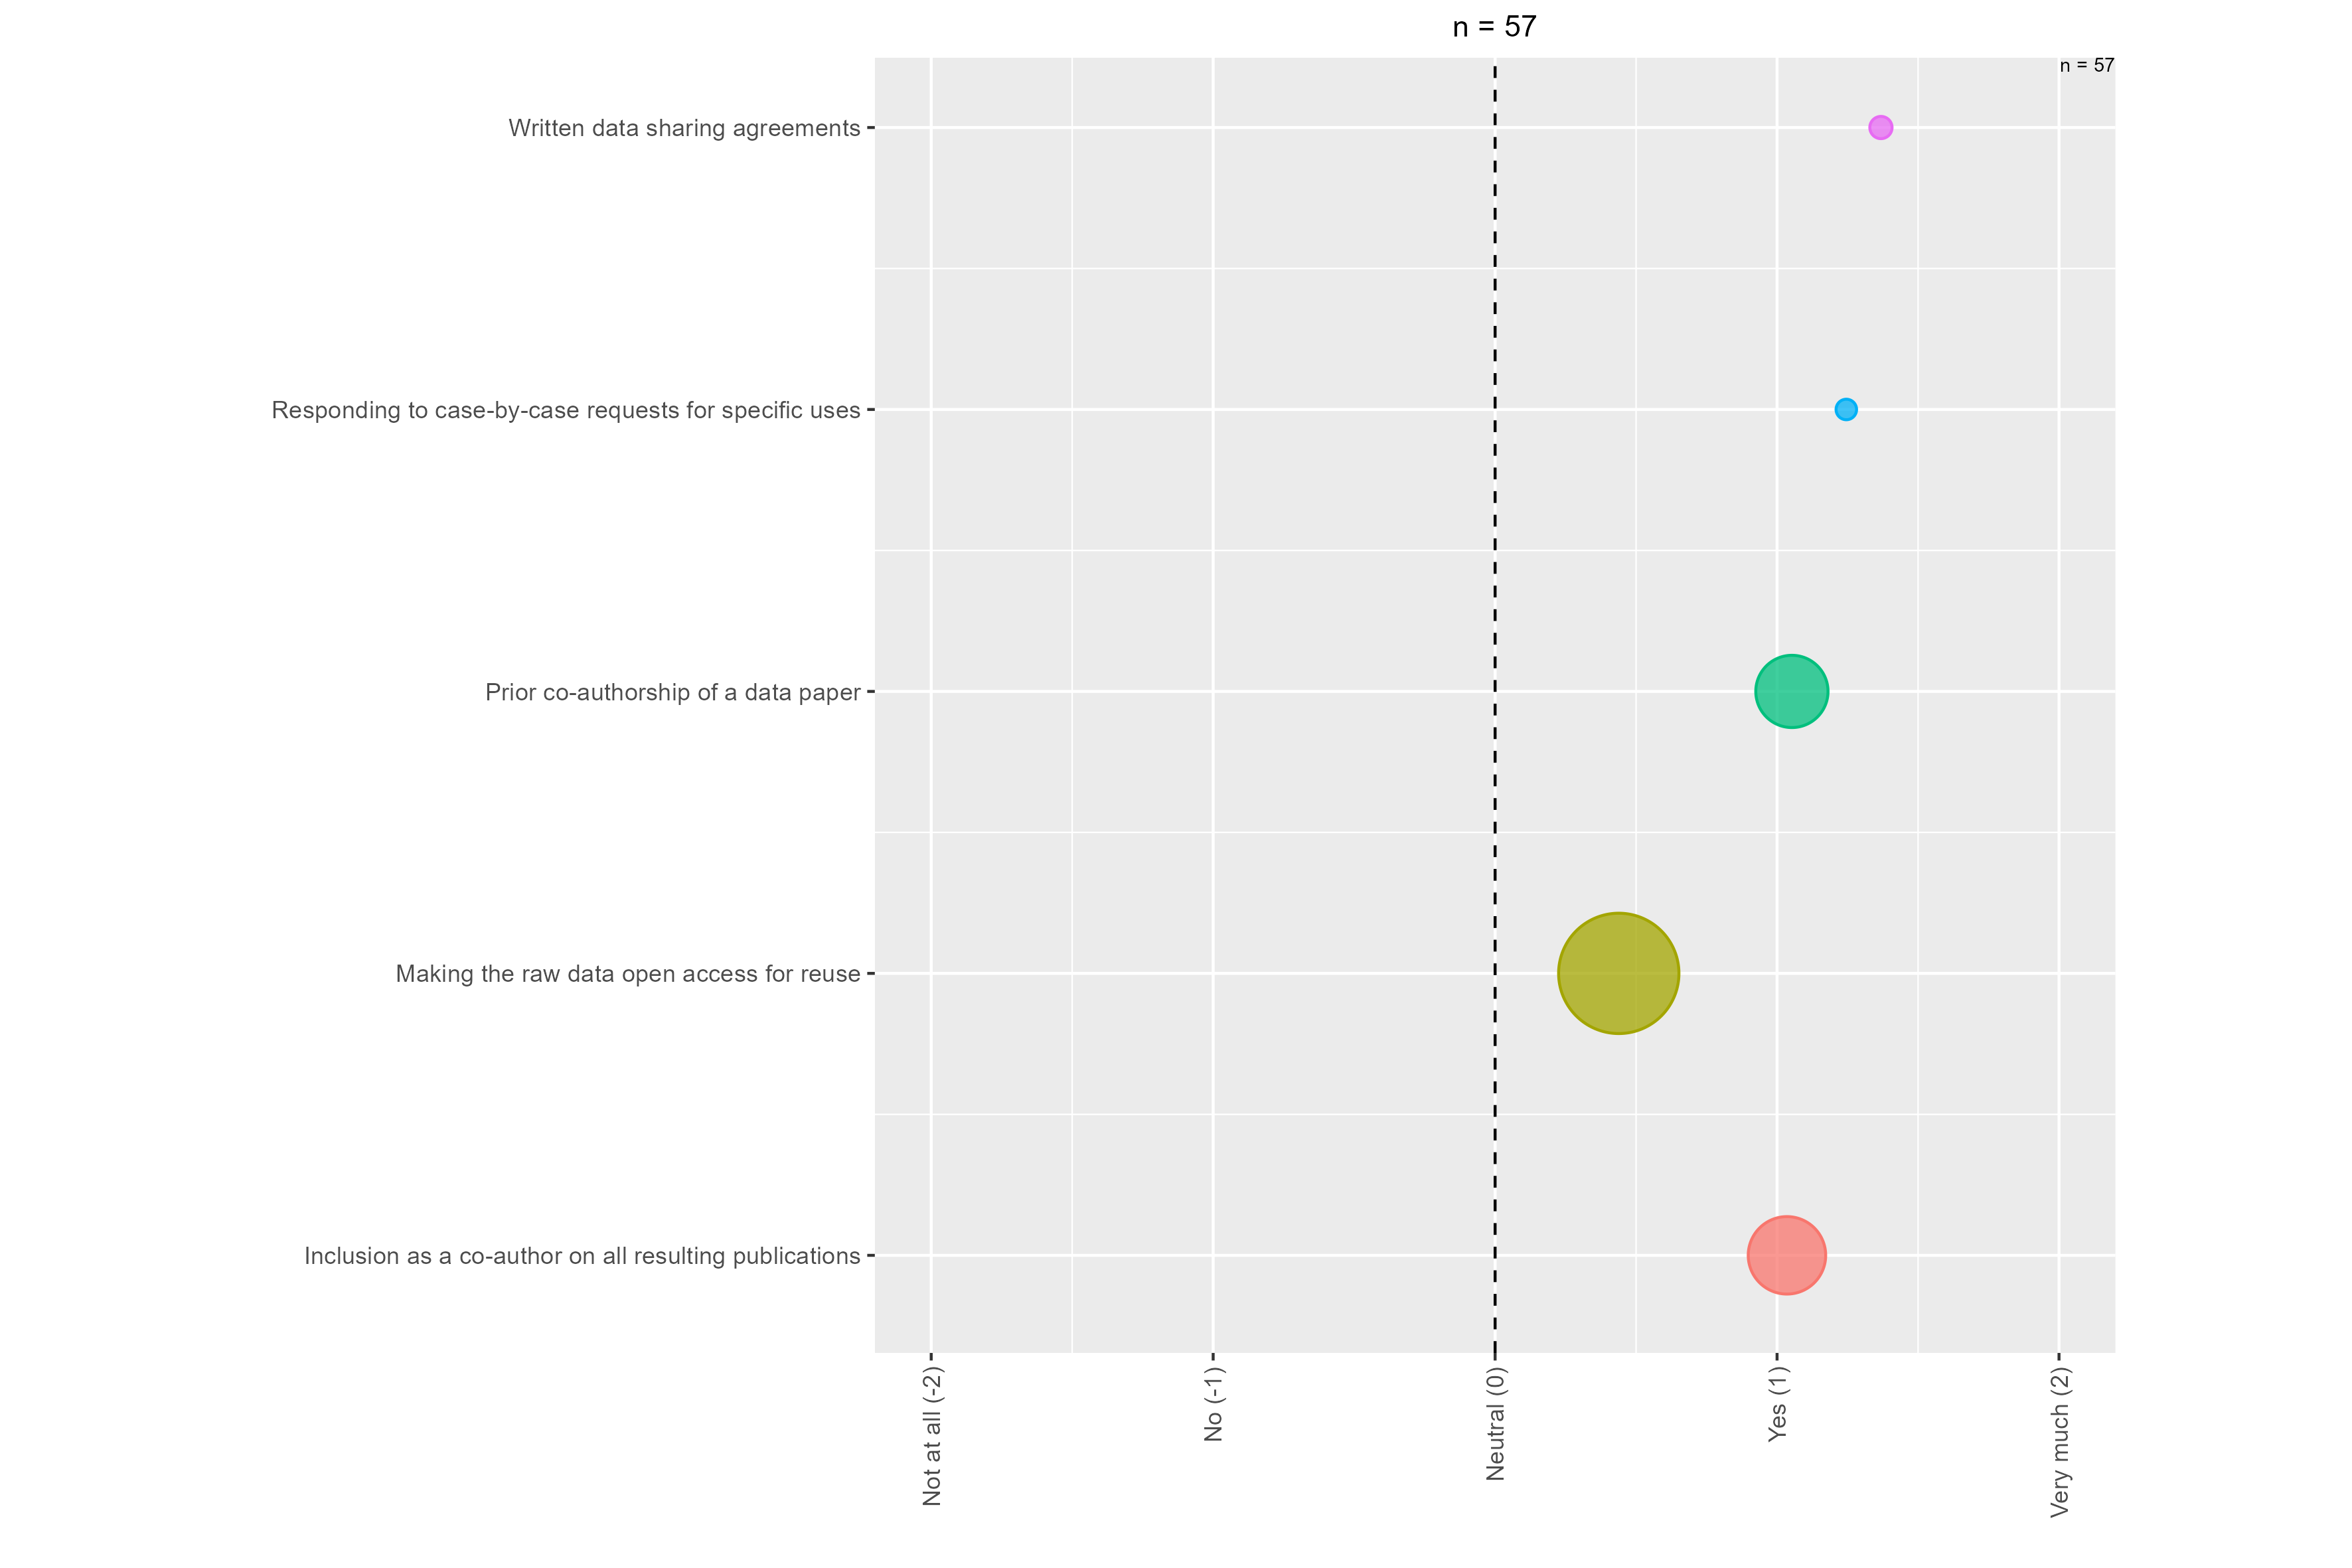 n = 57
n = 57
Written data sharing agreements
Responding to case-by-case requests for specific uses
Prior co-authorship of a data paper
Making the raw data open access for reuse
Inclusion as a co-author on all resulting publications
Not at all (-2)
No (-1)
Neutral (0)
Yes (1)
Very much (2)